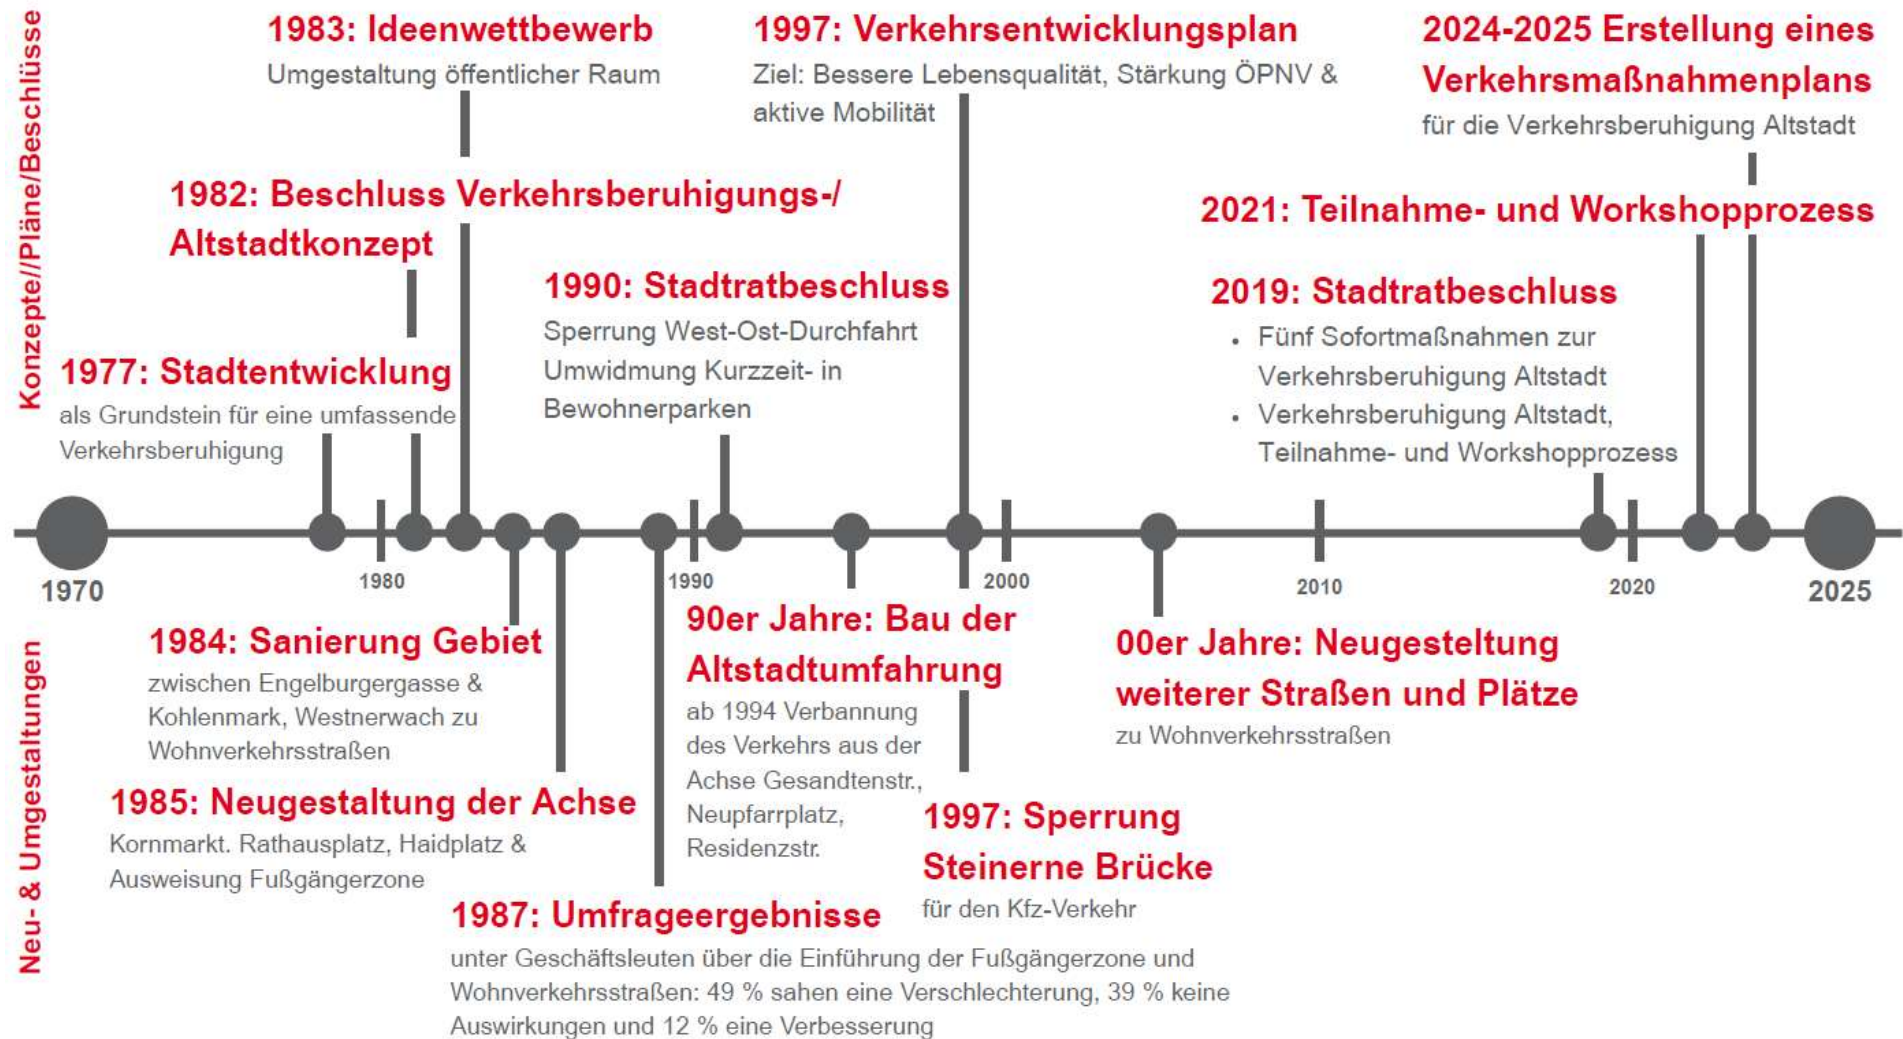 Konzepte//Pläne/Beschlüsse
1983: Ideenwettbewerb
Umgestaltung öffentlicher Raum
1997: Verkehrsentwicklungsplan
Ziel: Bessere Lebensqualität, Stärkung ÖPNV &
aktive Mobilität
2024-2025 Erstellung eines
Verkehrsmaßnahmenplans
für die Verkehrsberuhigung Altstadt
1982: Beschluss Verkehrsberuhigungs-/
Altstadtkonzept
2021: Teilnahme- und Workshopprozess
1990: Stadtratbeschluss
Sperrung West-Ost-Durchfahrt
Umwidmung Kurzzeit- in
Bewohnerparken
2019: Stadtratbeschluss
• Fünf Sofortmaßnahmen zur
Verkehrsberuhigung Altstadt
• Verkehrsberuhigung Altstadt,
Teilnahme- und Workshopprozess
1977: Stadtentwicklung
als Grundstein für eine umfassende
Verkehrsberuhigung
1970
1980
1990
2000
2010
2020
2025
Neu- & Umgestaltungen
1984: Sanierung Gebiet
zwischen Engelburgergasse &
Kohlenmark, Westnerwach zu
Wohnverkehrsstraßen
1985: Neugestaltung der Achse
Kornmarkt. Rathausplatz, Haidplatz &
Ausweisung Fußgängerzone
1987: Umfrageergebnisse
unter Geschäftsleuten über die Einführung der Fußgängerzone und
Wohnverkehrsstraßen: 49 % sahen eine Verschlechterung, 39 % keine
Auswirkungen und 12 % eine Verbesserung
90er Jahre: Bau der
Altstadtumfahrung
ab 1994 Verbannung
des Verkehrs aus der
Achse Gesandtenstr.,
Neupfarrplatz,
Residenzstr.
1997: Sperrung
Steinerne Brücke
für den Kfz-Verkehr
00er Jahre: Neugesteltung
weiterer Straßen und Plätze
zu Wohnverkehrsstraßen